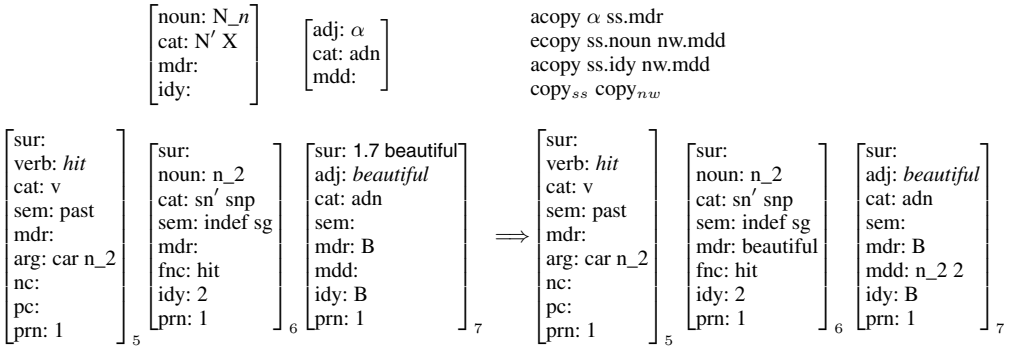 noun: N_n
cat: N′ X
mdr:
idy:
adj: α
cat: adn
mdd:
acopy α ss.mdr
ecopy ss.noun nw.mdd
acopy ss.idy nw.mdd
copy_ss copy_nw
sur:
verb: hit
cat: v
sem: past
mdr:
arg: car n_2
nc:
pc:
prn: 1
5
sur:
noun: n_2
cat: sn′ snp
sem: indef sg
mdr:
fnc: hit
idy: 2
prn: 1
6
sur: 1.7 beautiful
adj: beautiful
cat: adn
sem:
mdr: B
mdd:
idy: B
prn: 1
7
⟹
sur:
verb: hit
cat: v
sem: past
mdr:
arg: car n_2
nc:
pc:
prn: 1
5
sur:
noun: n_2
cat: sn′ snp
sem: indef sg
mdr: beautiful
fnc: hit
idy: 2
prn: 1
6
sur:
adj: beautiful
cat: adn
sem:
mdr: B
mdd: n_2 2
idy: B
prn: 1
7